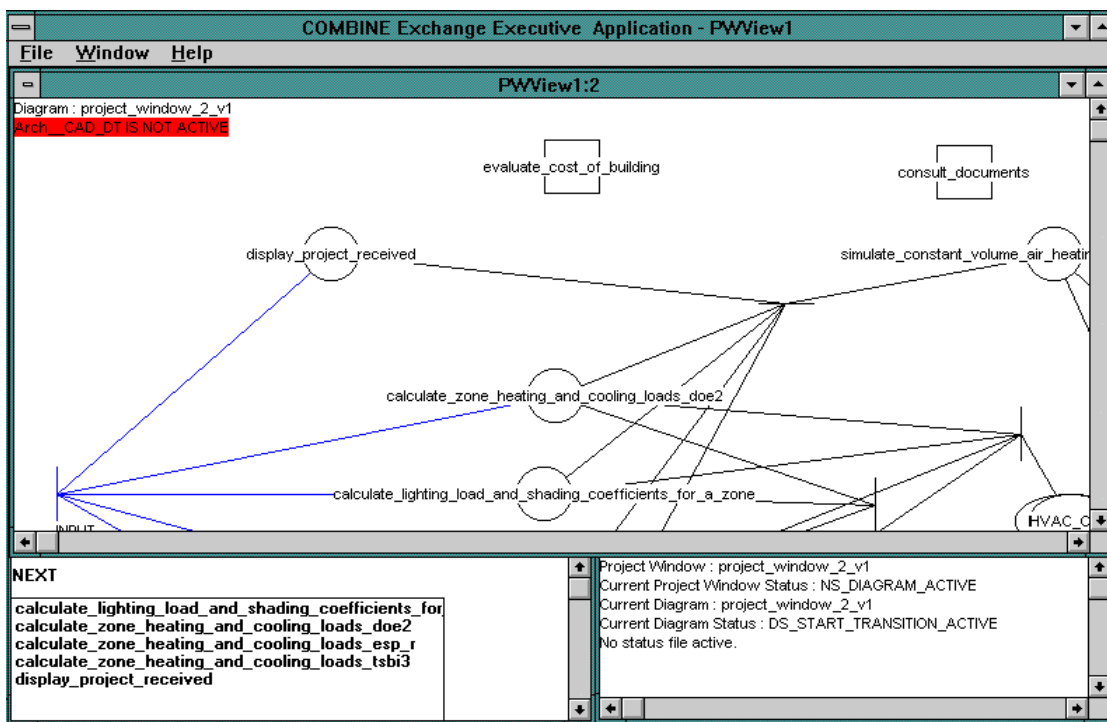 COMBINE Exchange Executive Application - PWView1
File Window Help
PWView1:2
Diagram : project_window_2_v1
Arch__CAD_DT IS NOT ACTIVE
evaluate_cost_of_building
consult_documents
display_project_received
simulate_constant_volume_air_heatin
calculate_zone_heating_and_cooling_loads_doe2
calculate_lighting_load_and_shading_coefficients_for_a_zone
INPUT
HVAC_C
NEXT
calculate_lighting_load_and_shading_coefficients_for
calculate_zone_heating_and_cooling_loads_doe2
calculate_zone_heating_and_cooling_loads_esp_r
calculate_zone_heating_and_cooling_loads_tsbi3
display_project_received
Project Window : project_window_2_v1
Current Project Window Status : NS_DIAGRAM_ACTIVE
Current Diagram : project_window_2_v1
Current Diagram Status : DS_START_TRANSITION_ACTIVE
No status file active.